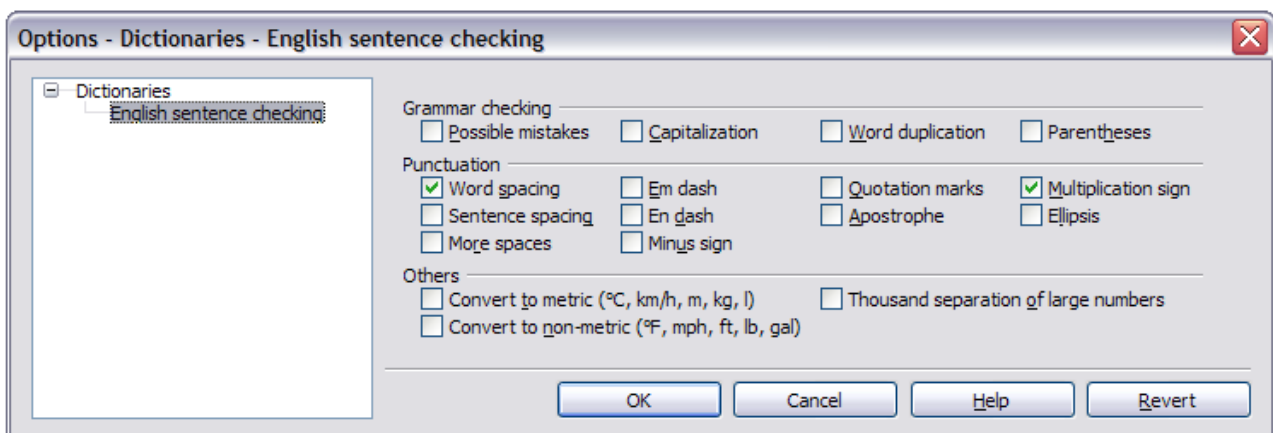 Options - Dictionaries - English sentence checking
Dictionaries
English sentence checking
Grammar checking
Possible mistakes Capitalization Word duplication Parentheses
Punctuation
Word spacing Em dash Quotation marks Multiplication sign
Sentence spacing En dash Apostrophe Ellipsis
More spaces Minus sign
Others
Convert to metric (°C, km/h, m, kg, l) Thousand separation of large numbers
Convert to non-metric (°F, mph, ft, lb, gal)
OK Cancel Help Revert